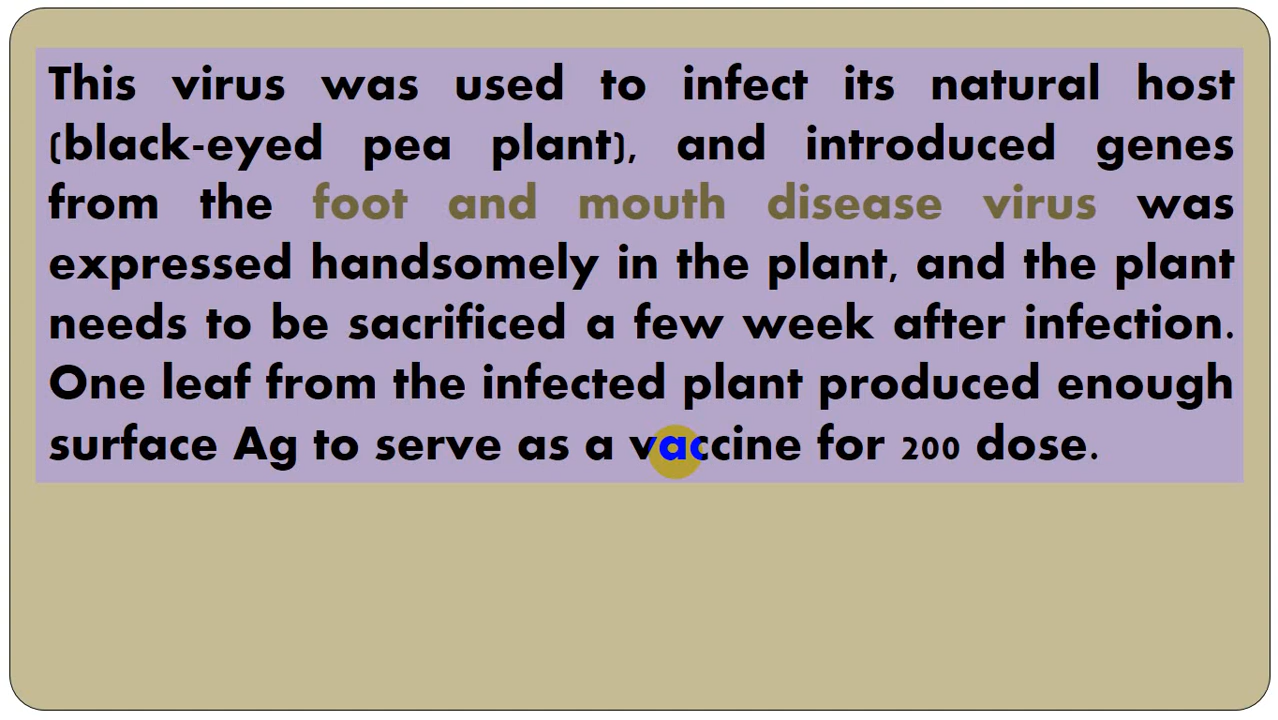 This virus was used to infect its natural host
(black-eyed pea plant), and introduced genes
from the foot and mouth disease virus was
expressed handsomely in the plant, and the plant
needs to be sacrificed a few week after infection.
One leaf from the infected plant produced enough
surface Ag to serve as a vaccine for 200 dose.